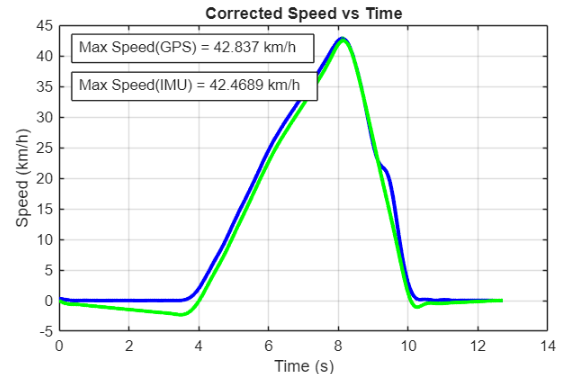 Corrected Speed vs Time
45
Max Speed(GPS) = 42.837 km/h
40
35
Max Speed(IMU) = 42.4689 km/h
30
25
20
15
10
5
0
-5
Speed (km/h)
0 2 4 6 8 10 12 14
Time (s)